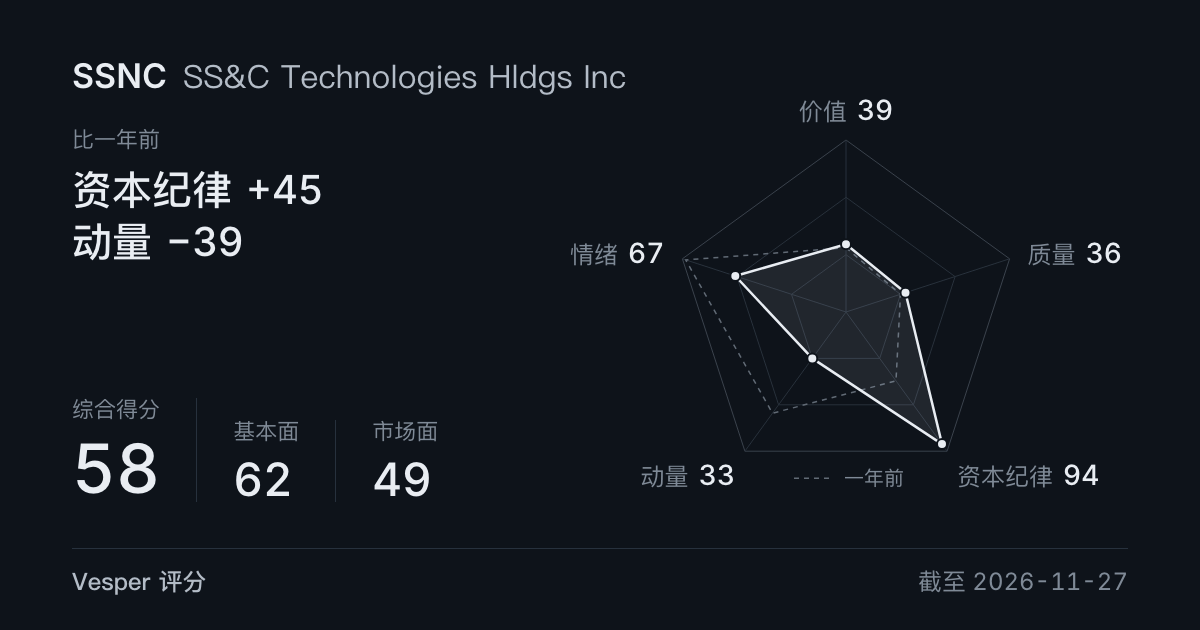 SSNC SS&C Technologies Hldgs Inc
比一年前
资本纪律 +45
动量 −39
价值 39
情绪 67
质量 36
动量 33
一年前
资本纪律 94
综合得分
58
基本面
62
市场面
49
Vesper 评分
截至 2026-11-27